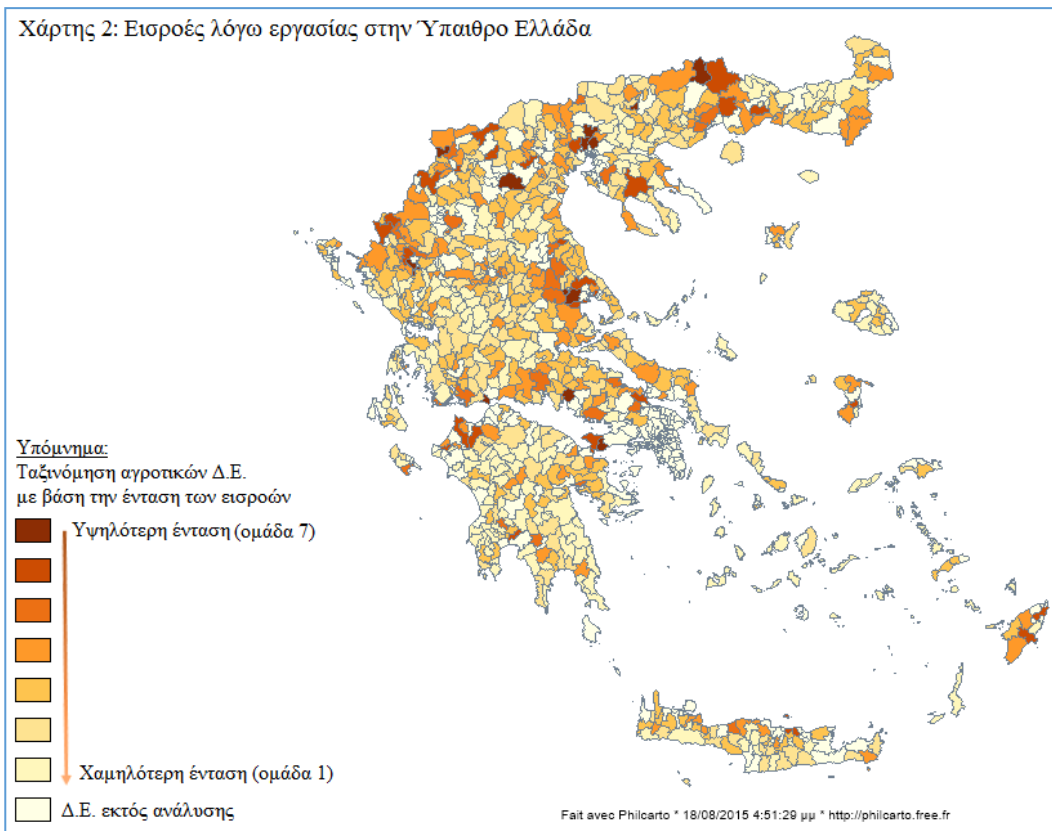 Χάρτης 2: Εισροές λόγω εργασίας στην Ύπαιθρο Ελλάδα
Υπόμνημα:
Ταξινόμηση αγροτικών Δ.Ε.
με βάση την ένταση των εισροών
Υψηλότερη ένταση (ομάδα 7)
Χαμηλότερη ένταση (ομάδα 1)
Δ.Ε. εκτός ανάλυσης
Fait avec Philcarto * 18/08/2015 4:51:29 μμ * http://philcarto.free.fr